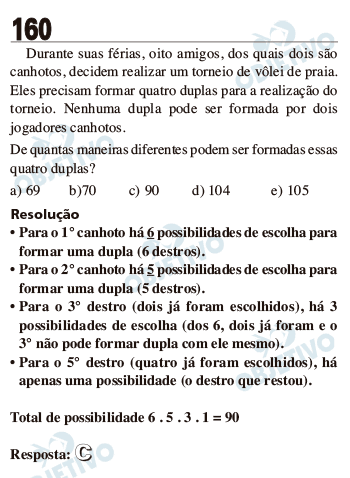 160
Durante suas férias, oito amigos, dos quais dois são
canhotos, decidem realizar um torneio de vôlei de praia.
Eles precisam formar quatro duplas para a realização do
torneio. Nenhuma dupla pode ser formada por dois
jogadores canhotos.
De quantas maneiras diferentes podem ser formadas essas
quatro duplas?
a) 69 b)70 c) 90 d) 104 e) 105
Resolução
• Para o 1° canhoto há 6 possibilidades de escolha para
formar uma dupla (6 destros).
• Para o 2° canhoto há 5 possibilidades de escolha para
formar uma dupla (5 destros).
• Para o 3° destro (dois já foram escolhidos), há 3
possibilidades de escolha (dos 6, dois já foram e o
3° não pode formar dupla com ele mesmo).
• Para o 5° destro (quatro já foram escolhidos), há
apenas uma possibilidade (o destro que restou).
Total de possibilidade 6 . 5 . 3 . 1 = 90
Resposta: C
OBJETIVO
OBJETIVO
OBJETIVO
OBJETIVO
OBJETIVO
OBJETIVO